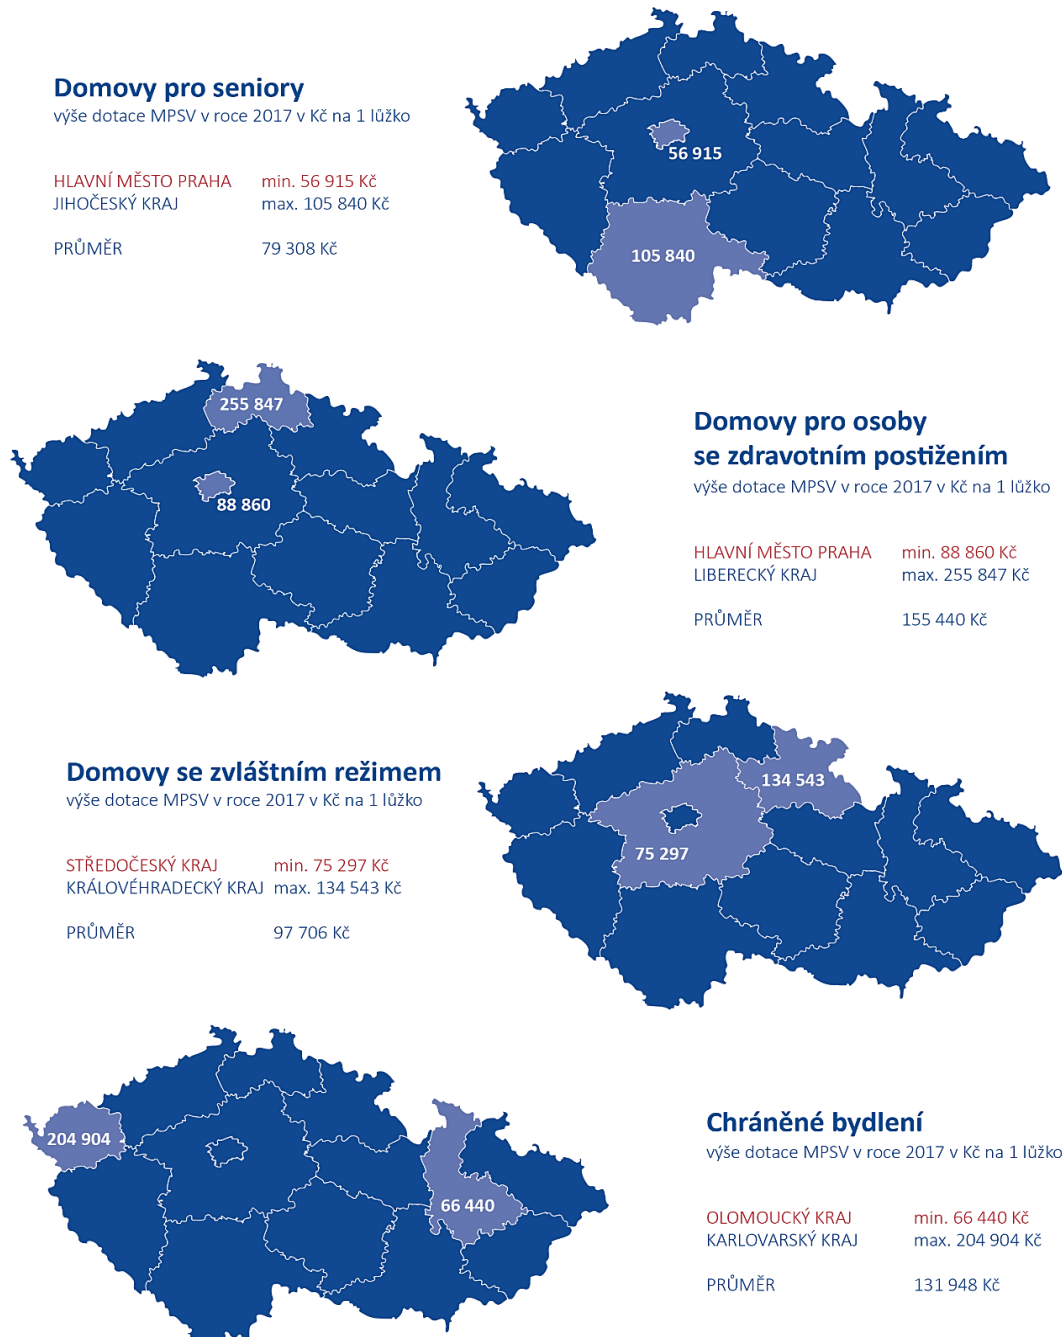 Domovy pro seniory
výše dotace MPSV v roce 2017 v Kč na 1 lůžko
HLAVNÍ MĚSTO PRAHA min. 56 915 Kč
JIHOČESKÝ KRAJ max. 105 840 Kč
PRŮMĚR 79 308 Kč
56 915
105 840
255 847
88 860
Domovy pro osoby
se zdravotním postižením
výše dotace MPSV v roce 2017 v Kč na 1 lůžko
HLAVNÍ MĚSTO PRAHA min. 88 860 Kč
LIBERECKÝ KRAJ max. 255 847 Kč
PRŮMĚR 155 440 Kč
Domovy se zvláštním režimem
výše dotace MPSV v roce 2017 v Kč na 1 lůžko
STŘEDOČESKÝ KRAJ min. 75 297 Kč
KRÁLOVÉHRADECKÝ KRAJ max. 134 543 Kč
PRŮMĚR 97 706 Kč
134 543
75 297
204 904
66 440
Chráněné bydlení
výše dotace MPSV v roce 2017 v Kč na 1 lůžko
OLOMOUCKÝ KRAJ min. 66 440 Kč
KARLOVARSKÝ KRAJ max. 204 904 Kč
PRŮMĚR 131 948 Kč